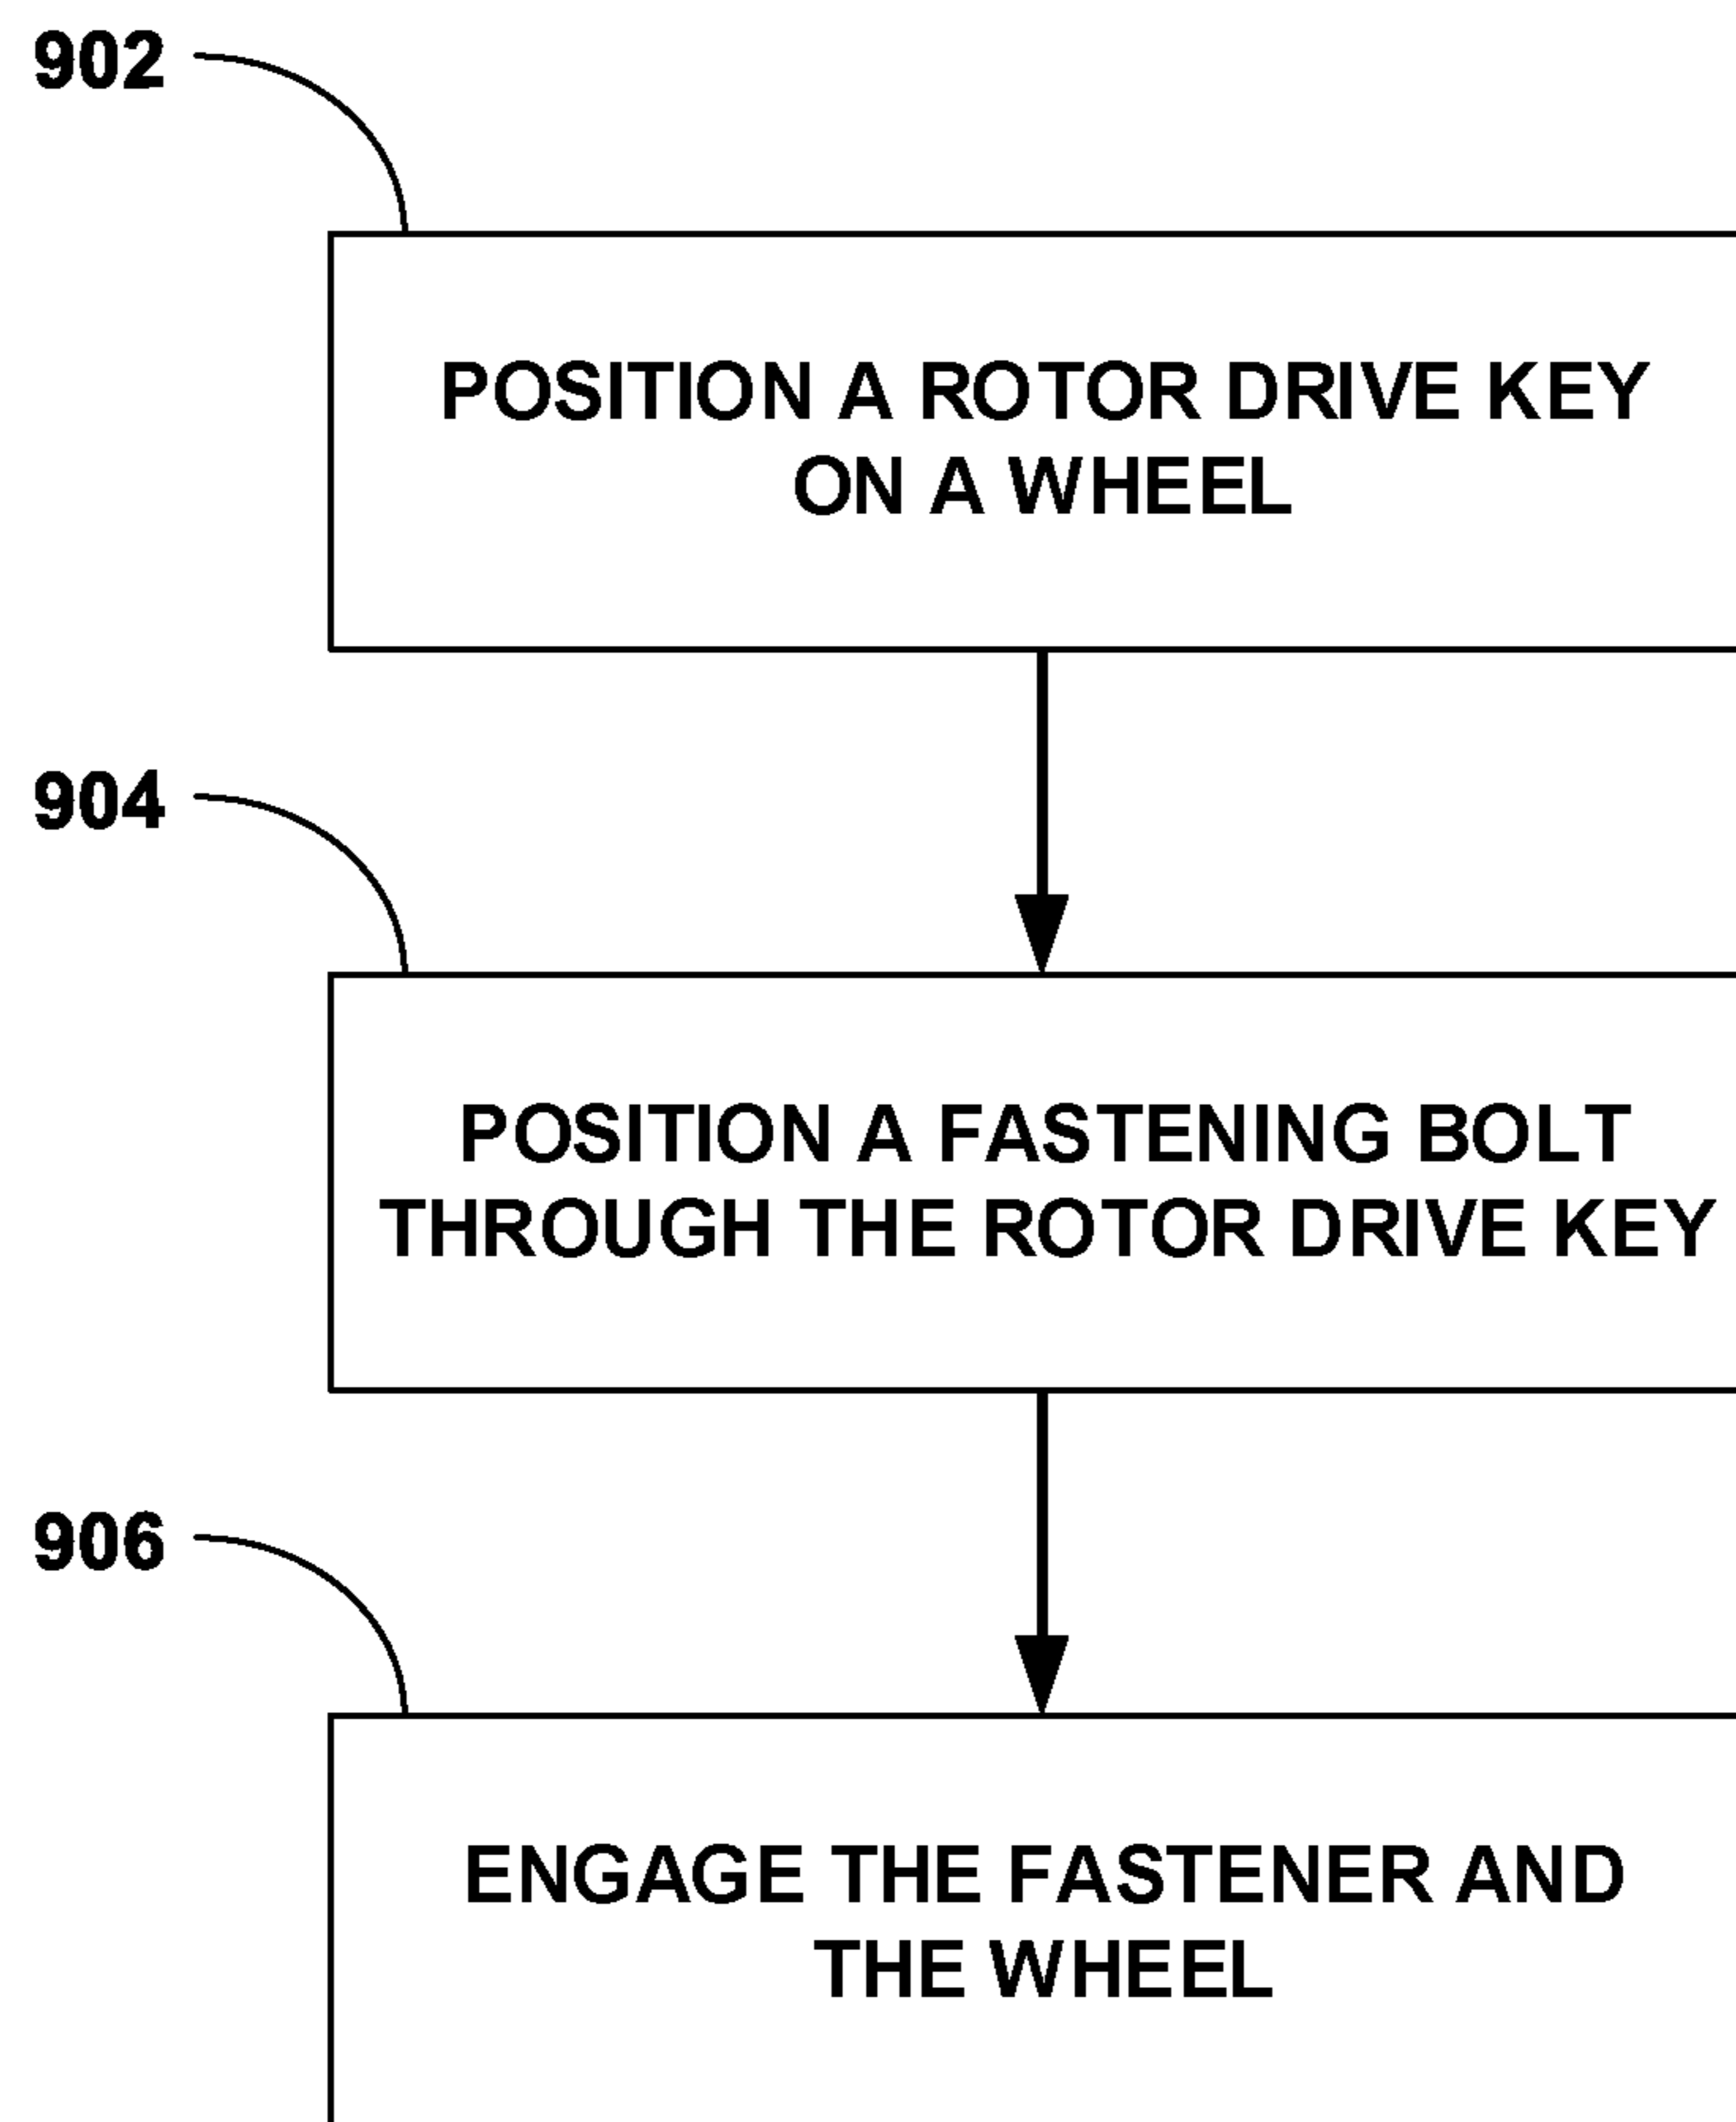 902
POSITION A ROTOR DRIVE KEY
ON A WHEEL
904
POSITION A FASTENING BOLT
THROUGH THE ROTOR DRIVE KEY
906
ENGAGE THE FASTENER AND
THE WHEEL